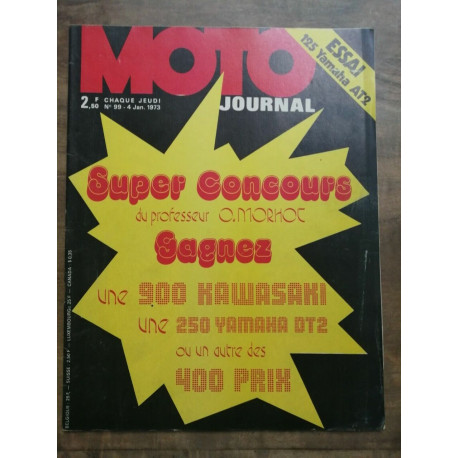 MOTO
JOURNAL
ESSAI
125 Yamaha AT2
2,F50 CHAQUE JEUDI
N° 99 - 4 Jan. 1973
Super Concours
du professeur O.MORHOT
Gagnez
une 900 KAWASAKI
une 250 YAMAHA DT2
ou un autre des
400 PRIX